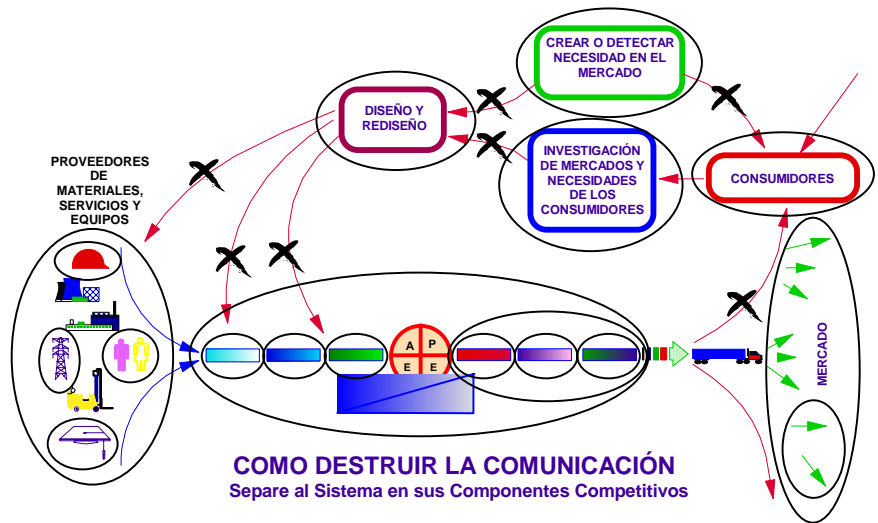 CREAR O DETECTAR
NECESIDAD EN EL
MERCADO
DISEÑO Y
REDISEÑO
INVESTIGACIÓN
DE MERCADOS Y
NECESIDADES
DE LOS
CONSUMIDORES
CONSUMIDORES
PROVEEDORES
DE
MATERIALES,
SERVICIOS Y
EQUIPOS
A P
E E
MERCADO
COMO DESTRUIR LA COMUNICACIÓN
Separe al Sistema en sus Componentes Competitivos